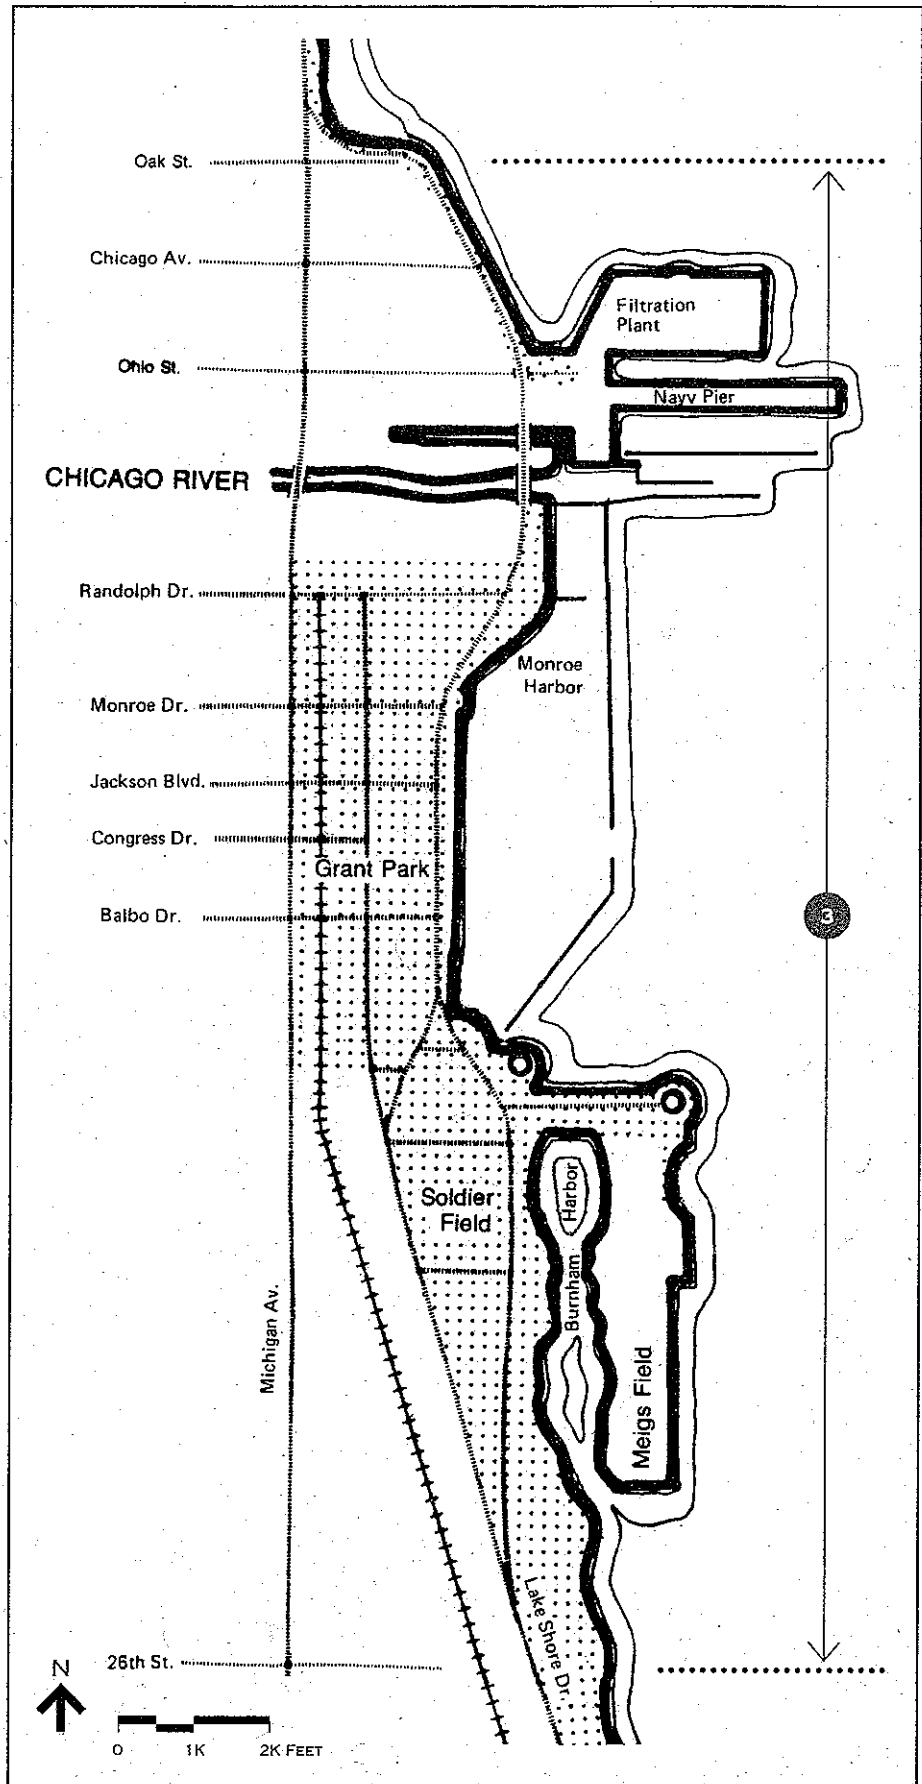 Oak St.
Chicago Av.
Filtration
Plant
Ohio St.
Nayv Pier
CHICAGO RIVER
Randolph Dr.
Monroe
Harbor
Monroe Dr.
Jackson Blvd.
Congress Dr.
Grant Park
Balbo Dr.
3
Soldier
Field
Harbor
Burnham
Michigan Av.
Meigs Field
Lake Shore Dr.
26th St.
N
0 1K 2K FEET